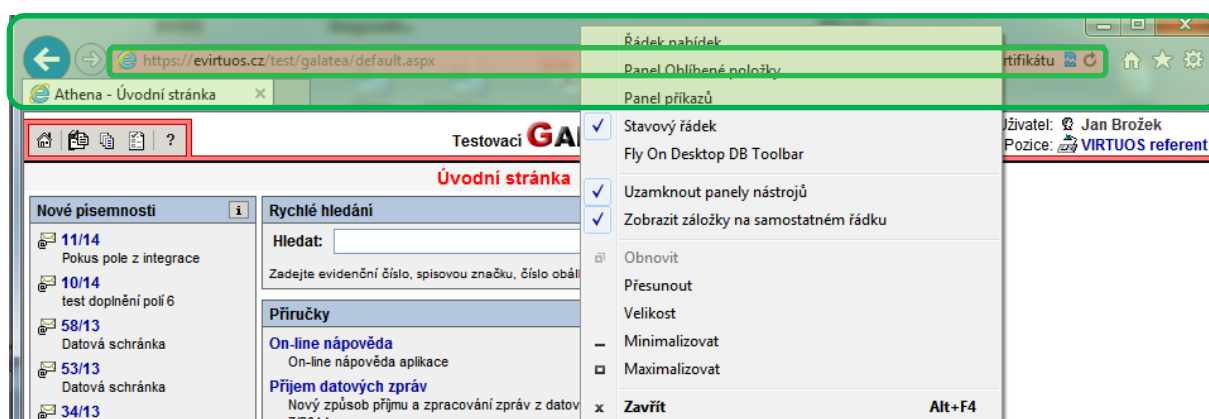 https://evirtuos.cz/test/galatea/default.aspx
rtifikátu
Athena - Úvodní stránka
Řádek nabídek
Panel Oblíbené položky
Panel příkazů
Stavový řádek
Fly On Desktop DB Toolbar
Uzamknout panely nástrojů
Zobrazit záložky na samostatném řádku
Obnovit
Přesunout
Velikost
Minimalizovat
Maximalizovat
Zavřít Alt+F4
?
Testovací GA
Uživatel: Jan Brožek
Pozice: VIRTUOS referent
Úvodní stránka
Nové písemnosti i
11/14
Pokus pole z integrace
10/14
test doplnění polí 6
58/13
Datová schránka
53/13
Datová schránka
34/13
Rychlé hledání
Hledat:
Zadejte evidenční číslo, spisovou značku, číslo obál
Příručky
On-line nápověda
On-line nápověda aplikace
Příjem datových zpráv
Nový způsob příjmu a zpracování zpráv z datov